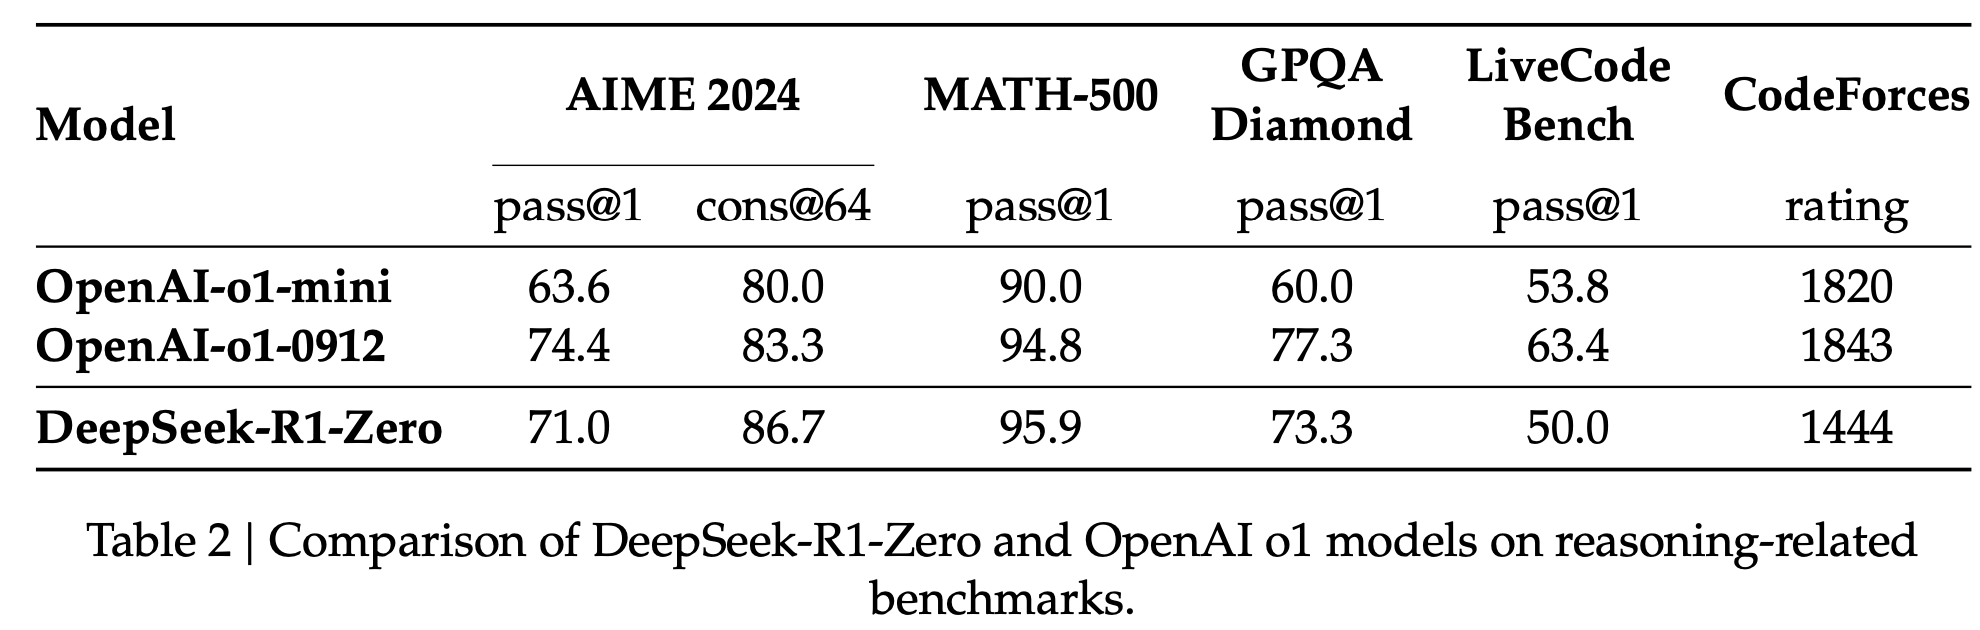 Model AIME 2024 MATH-500 GPQA Diamond LiveCode Bench CodeForces
pass@1 cons@64 pass@1 pass@1 pass@1 rating
OpenAI-o1-mini 63.6 80.0 90.0 60.0 53.8 1820
OpenAI-o1-0912 74.4 83.3 94.8 77.3 63.4 1843
DeepSeek-R1-Zero 71.0 86.7 95.9 73.3 50.0 1444
Table 2 | Comparison of DeepSeek-R1-Zero and OpenAI o1 models on reasoning-related
benchmarks.